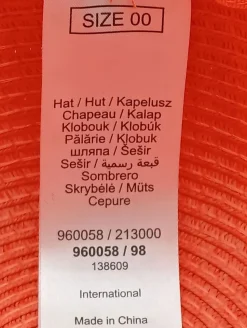 SIZE 00
Hat / Hut / Kapelusz
Chapeau / Kalap
Klobouk / Klobúk
Pălărie / Klobuk
шляпа / Šešir
Šešir / قبعة رسمية
Sombrero
Skrybėlė / Müts
Cepure
960058 / 213000
960058 / 98
138609
International
Made in China